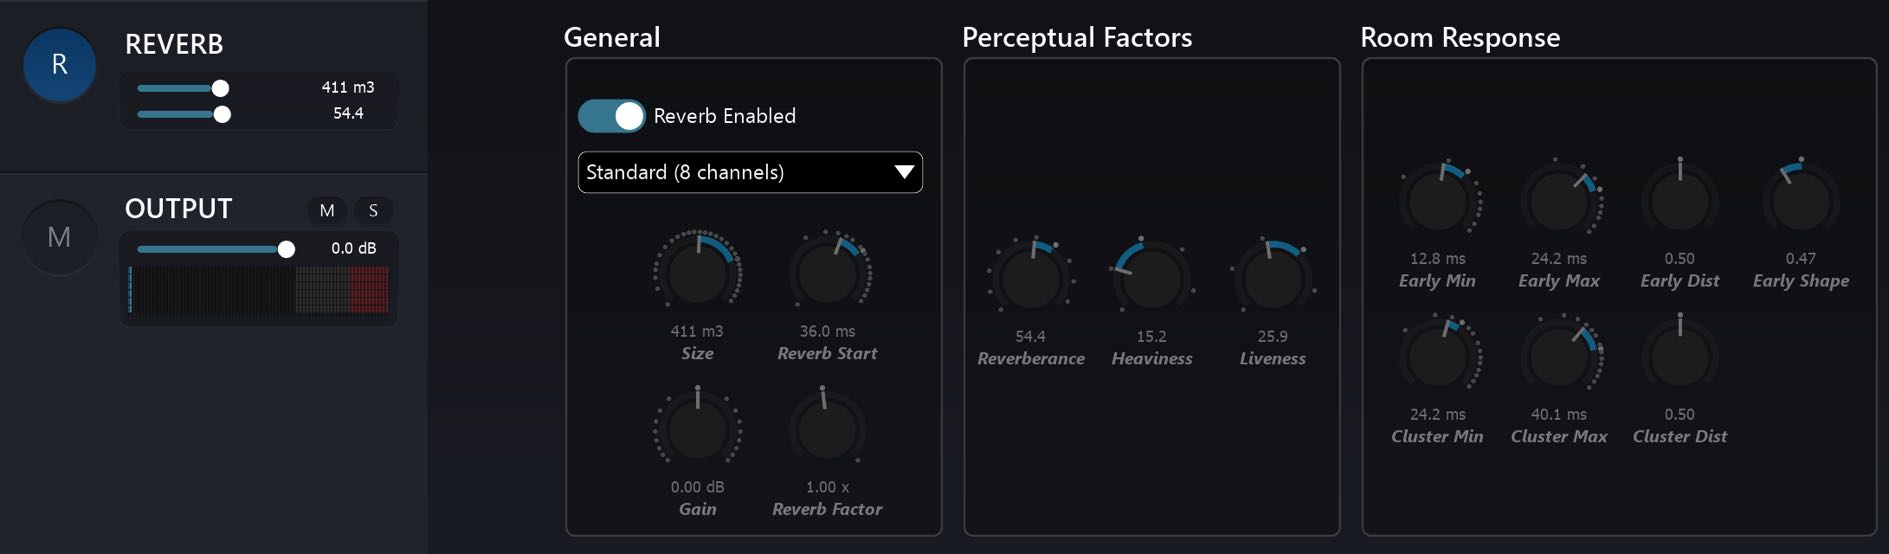 R
REVERB
411 m3
54.4
M
OUTPUT
M
S
0.0 dB
General
Reverb Enabled
Standard (8 channels)
411 m3
Size
36.0 ms
Reverb Start
0.00 dB
Gain
1.00 x
Reverb Factor
Perceptual Factors
54.4
Reverberance
15.2
Heaviness
25.9
Liveness
Room Response
12.8 ms
Early Min
24.2 ms
Early Max
0.50
Early Dist
0.47
Early Shape
24.2 ms
Cluster Min
40.1 ms
Cluster Max
0.50
Cluster Dist